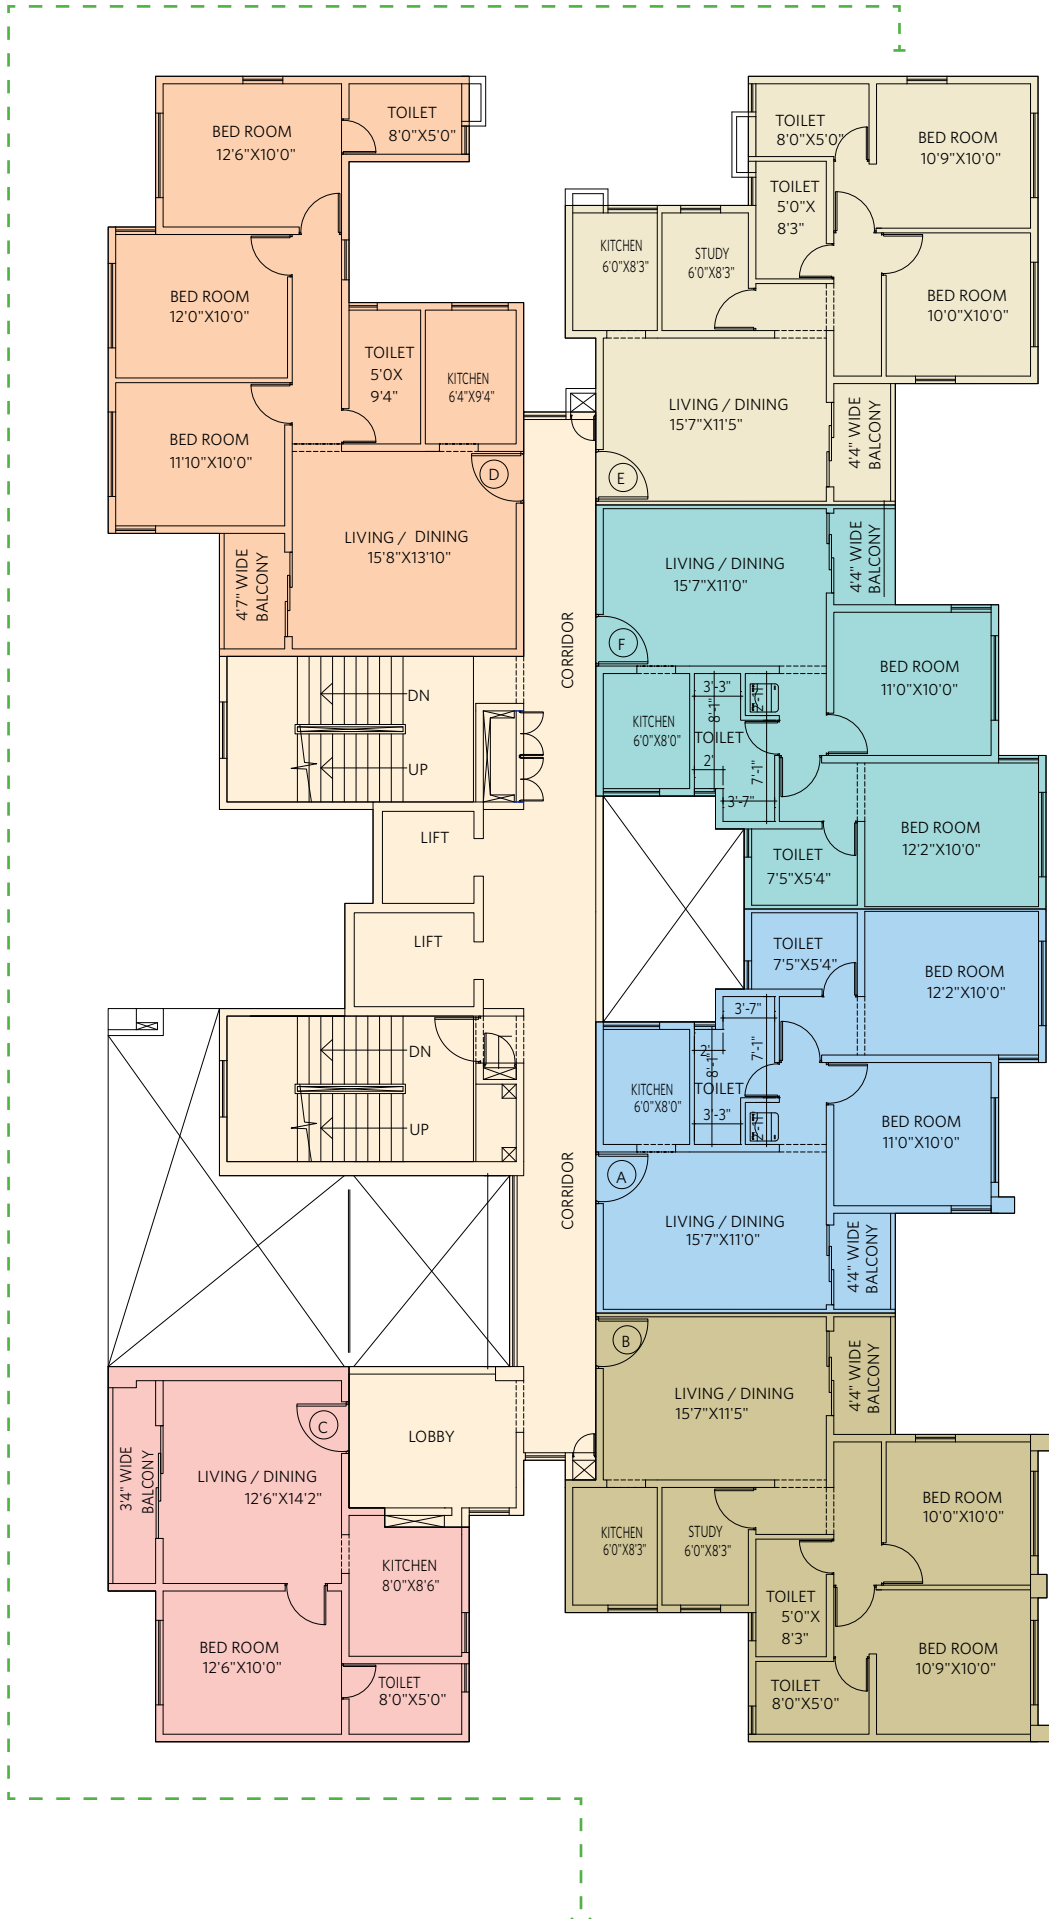 BED ROOM
12'6"X10'0"
TOILET
8'0"X5'0"
BED ROOM
12'0"X10'0"
TOILET
5'0X
9'4"
KITCHEN
6'4"X9'4"
BED ROOM
11'10"X10'0"
D
LIVING / DINING
15'8"X13'10"
4'7" WIDE
BALCONY
TOILET
8'0"X5'0"
BED ROOM
10'9"X10'0"
TOILET
5'0"X
8'3"
KITCHEN
6'0"X8'3"
STUDY
6'0"X8'3"
BED ROOM
10'0"X10'0"
LIVING / DINING
15'7"X11'5"
4'4" WIDE
BALCONY
E
LIVING / DINING
15'7"X11'0"
4'4" WIDE
BALCONY
F
CORRIDOR
BED ROOM
11'0"X10'0"
KITCHEN
6'0"X8'0"
3'-3"
8'-1"
2'-11"
TOILET
2'
7'-1"
3'-7"
BED ROOM
12'2"X10'0"
TOILET
7'5"X5'4"
DN
UP
LIFT
LIFT
DN
UP
TOILET
7'5"X5'4"
BED ROOM
12'2"X10'0"
3'-7"
2'
7'-1"
8'-1"
TOILET
3'-3"
2'-11"
KITCHEN
6'0"X8'0"
BED ROOM
11'0"X10'0"
A
CORRIDOR
LIVING / DINING
15'7"X11'0"
4'4" WIDE
BALCONY
B
LIVING / DINING
15'7"X11'5"
4'4" WIDE
BALCONY
KITCHEN
6'0"X8'3"
STUDY
6'0"X8'3"
BED ROOM
10'0"X10'0"
TOILET
5'0"X
8'3"
BED ROOM
10'9"X10'0"
TOILET
8'0"X5'0"
LOBBY
C
3'4" WIDE
BALCONY
LIVING / DINING
12'6"X14'2"
KITCHEN
8'0"X8'6"
BED ROOM
12'6"X10'0"
TOILET
8'0"X5'0"